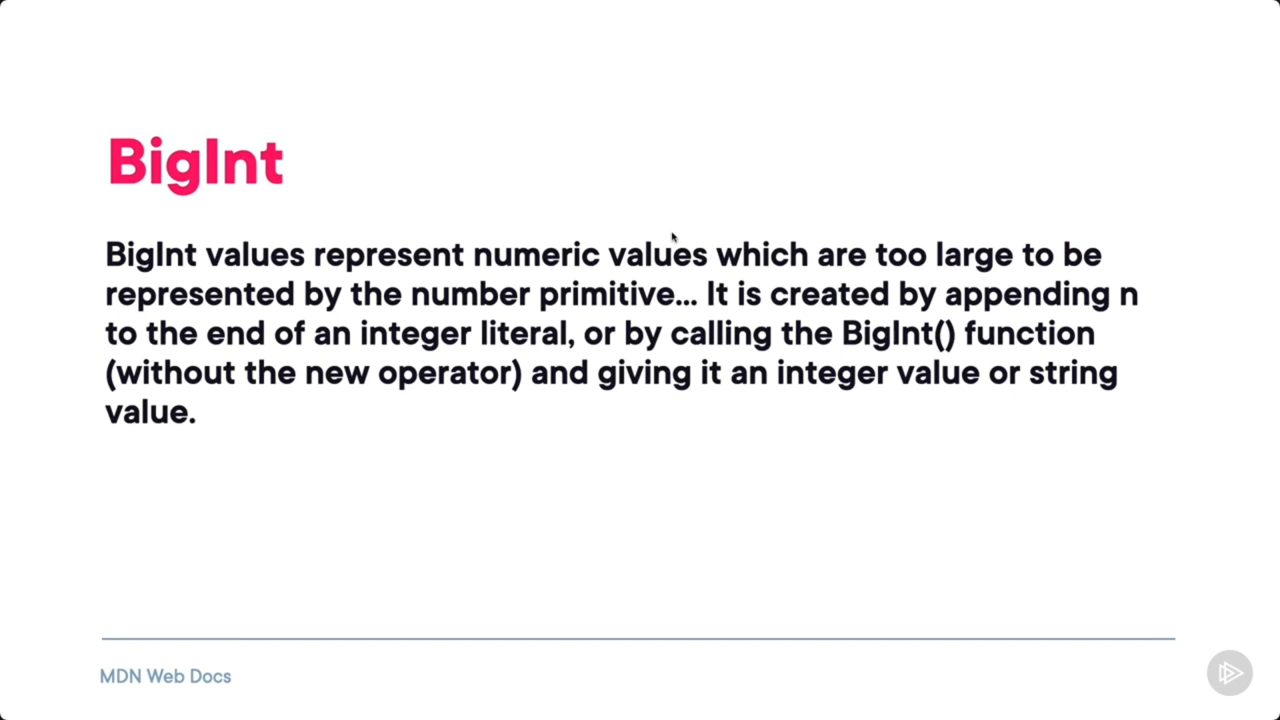 BigInt
BigInt values represent numeric values which are too large to be
represented by the number primitive... It is created by appending n
to the end of an integer literal, or by calling the BigInt() function
(without the new operator) and giving it an integer value or string
value.
MDN Web Docs